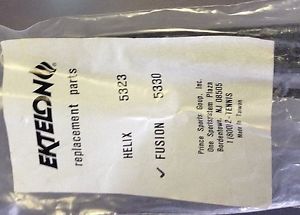 EKTELON
replacement parts
HELIX 5323
✓ FUSION 5330
Prince Sports Group, Inc.
One Sportsystem Plaza
Bordentown, NJ 08505
1 (800) 2-TENNIS
Made in Taiwan